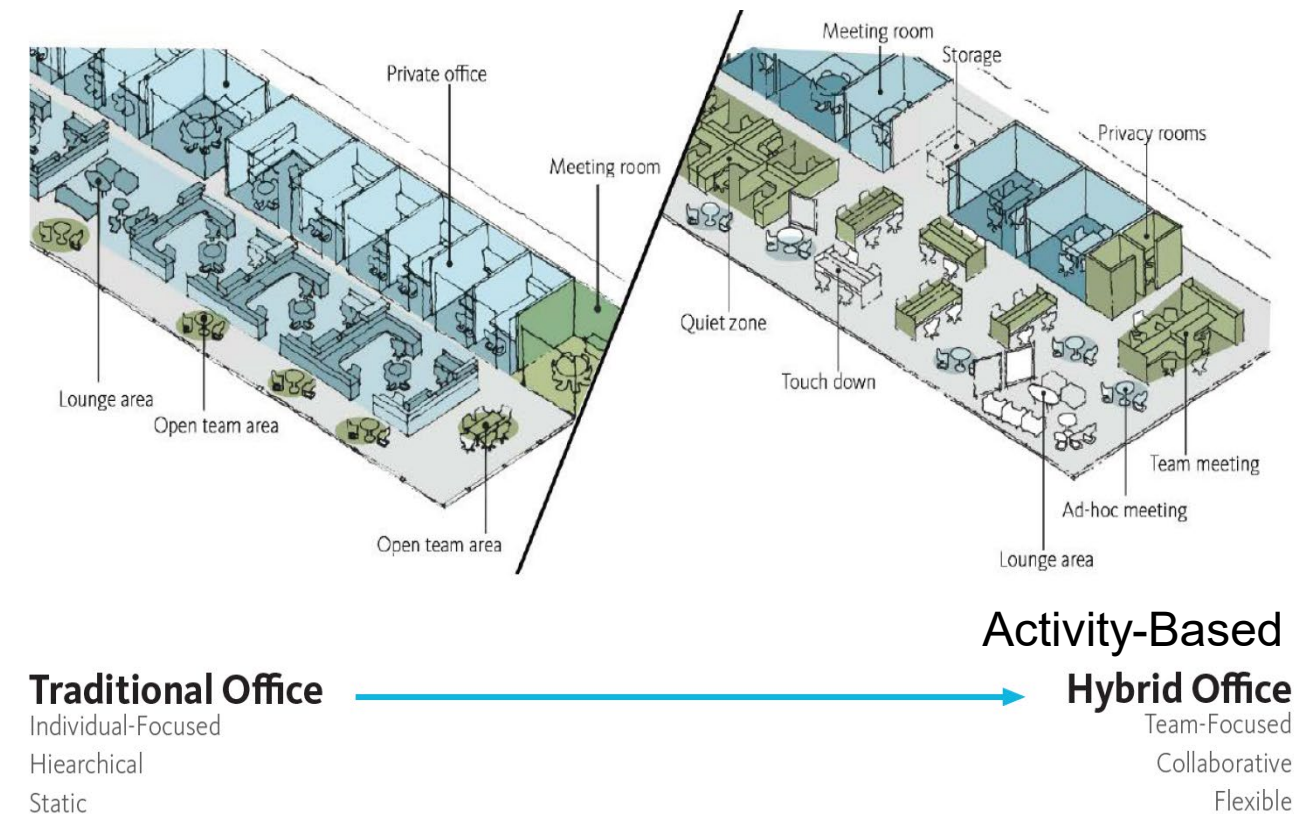 Private office
Meeting room
Lounge area
Open team area
Open team area
Meeting room
Storage
Privacy rooms
Quiet zone
Touch down
Team meeting
Ad-hoc meeting
Lounge area
Activity-Based
Traditional Office
Individual-Focused
Hiearchical
Static
Hybrid Office
Team-Focused
Collaborative
Flexible